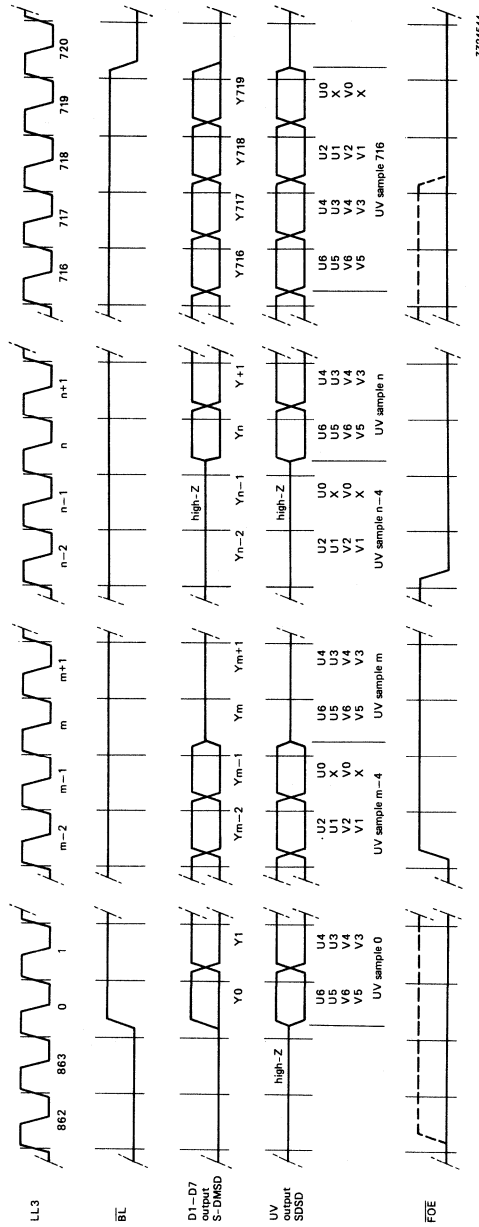 LL3
862 863 0 1 m−2 m−1 m m+1 n−2 n−1 n n+1 716 717 718 719 720
BL
D1−D7
output
S-DMSD
high-Z
Y0 Y1 Ym−2 Ym−1 Ym Ym+1 Yn−2 Yn−1 Yn Y+1 Y716 Y717 Y718 Y719
UV
output
SDSD
high-Z high-Z
U6 U4 U2 U0 U6 U4 U2 U0 U6 U4 U6 U4 U2 U0
U5 U3 U1 X U5 U3 U1 X U5 U3 U5 U3 U1 X
V6 V4 V2 V0 V6 V4 V2 V0 V6 V4 V6 V4 V2 V0
V5 V3 V1 X V5 V3 V1 X V5 V3 V5 V3 V1 X
UV sample 0 UV sample m−4 UV sample m UV sample n−4 UV sample n UV sample 716
FOE